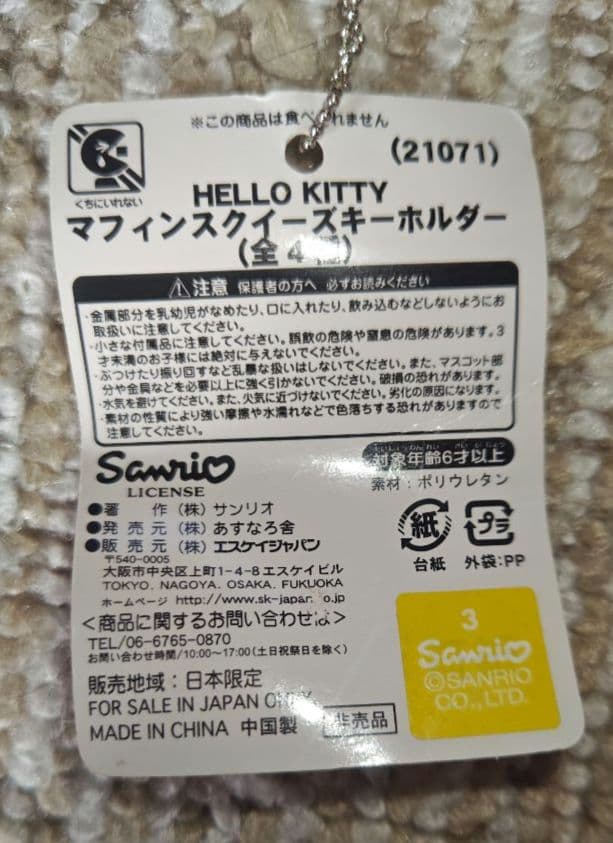 ※この商品は食べられません
(21071)
くちにいれない
HELLO KITTY
マフィンスクイーズキーホルダー
(全4種)
⚠注意 保護者の方へ 必ずお読みください
・金属部分を乳幼児がなめたり、口に入れたり、飲み込むなどしないようにお
取扱いに注意してください。
・小さな付属品に注意してください。誤飲の危険や窒息の危険があります。3
才未満のお子様には絶対に与えないでください。
・ぶつけたり振り回すなど乱暴な扱いはしないでください。また、マスコット部
分や金具などを必要以上に強く引かないでください。破損の恐れがあります。
・水気を避けてください。また、火気に近づけないでください。劣化の原因になります。
・素材の性質により強い摩擦や水濡れなどで色落ちする恐れがありますので
注意してください。
Sanrio
LICENSE
対象年齢6才以上
素材：ポリウレタン
●著 作 (株) サンリオ
●発 売 元 (株) あすなろ舎
●販 売 元 (株) エスケイジャパン
〒540-0005
大阪市中央区上町1-4-8エスケイビル
TOKYO. NAGOYA. OSAKA. FUKUOKA
ホームページ http://www.sk-japan.co.jp
紙
台紙
プラ
外袋:PP
<商品に関するお問い合わせは>
TEL/06-6765-0870
お問い合わせ時間/10:00~17:00(土日祝祭日を除く)
販売地域：日本限定
FOR SALE IN JAPAN ONLY
MADE IN CHINA 中国製
非売品
3
Sanrio
©SANRIO
CO., LTD.